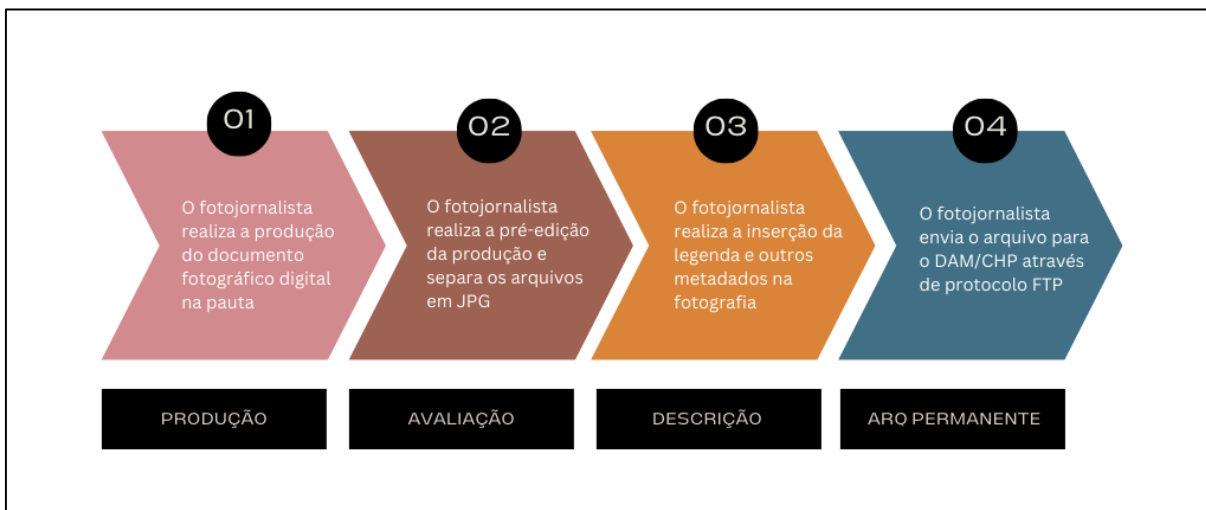 01
O fotojornalista
realiza a produção
do documento
fotográfico digital
na pauta
PRODUÇÃO
02
O fotojornalista
realiza a pré-edição
da produção e
separa os arquivos
em JPG
AVALIAÇÃO
03
O fotojornalista
realiza a inserção da
legenda e outros
metadados na
fotografia
DESCRIÇÃO
04
O fotojornalista
envia o arquivo para
o DAM/CHP através
de protocolo FTP
ARQ PERMANENTE